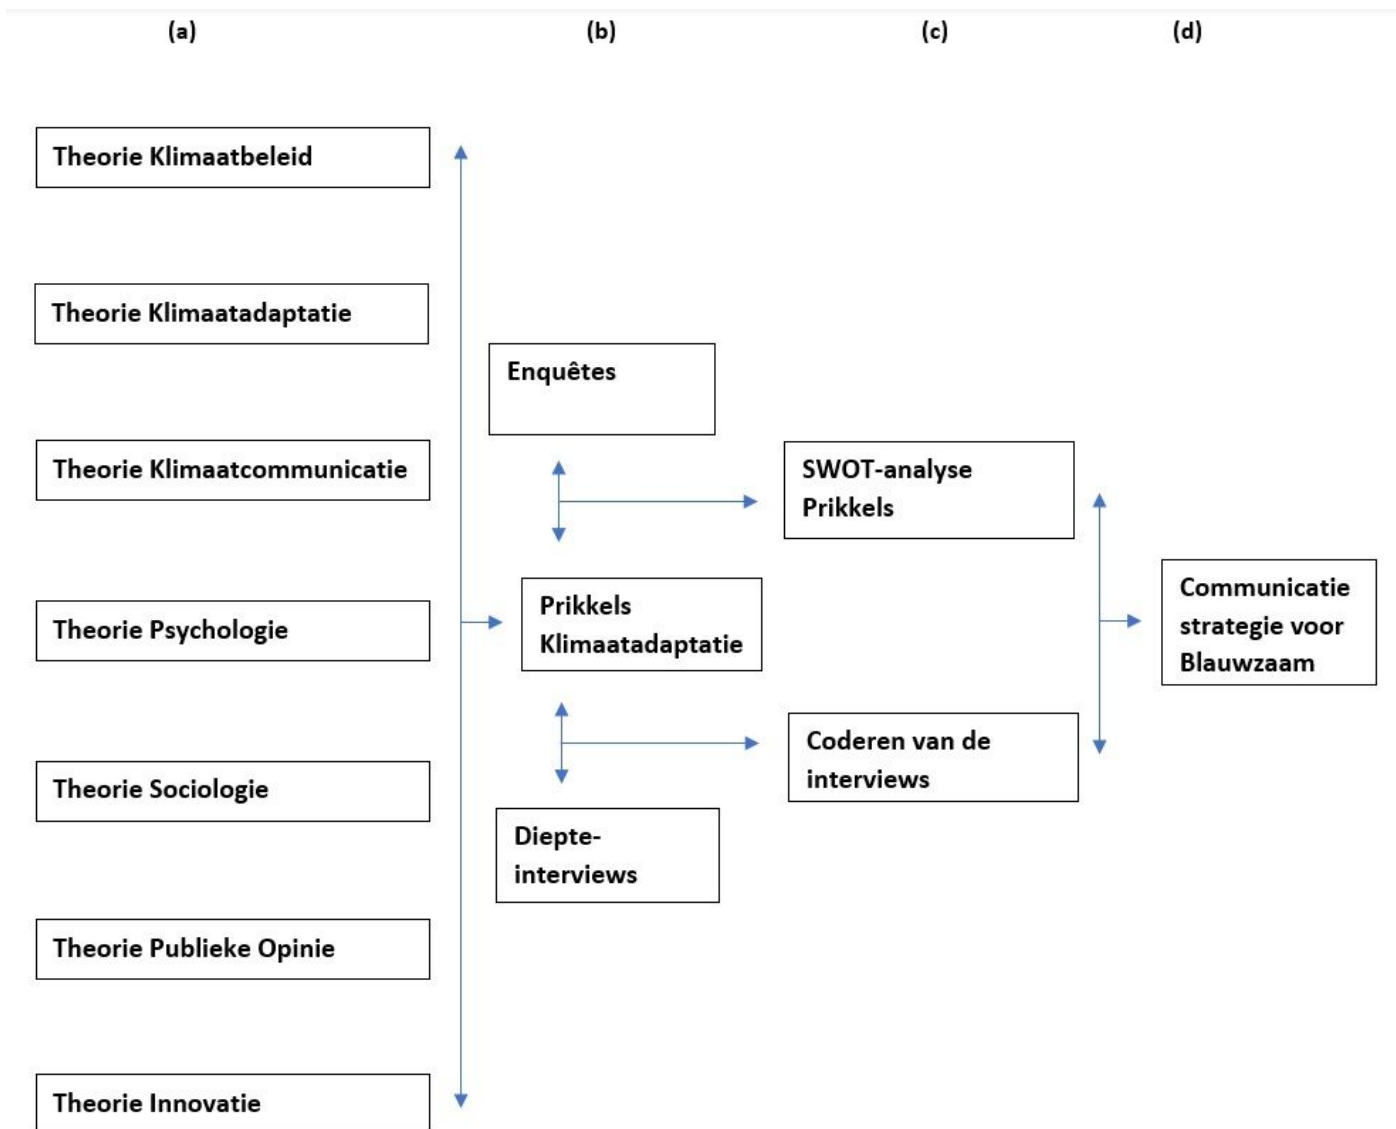 (a)
(b)
(c)
(d)
Theorie Klimaatbeleid
Theorie Klimaatadaptatie
Theorie Klimaatcommunicatie
Theorie Psychologie
Theorie Sociologie
Theorie Publieke Opinie
Theorie Innovatie
Enquêtes
Prikkels
Klimaatadaptatie
Diepte-
interviews
SWOT-analyse
Prikkels
Coderen van de
interviews
Communicatie
strategie voor
Blauwzaam